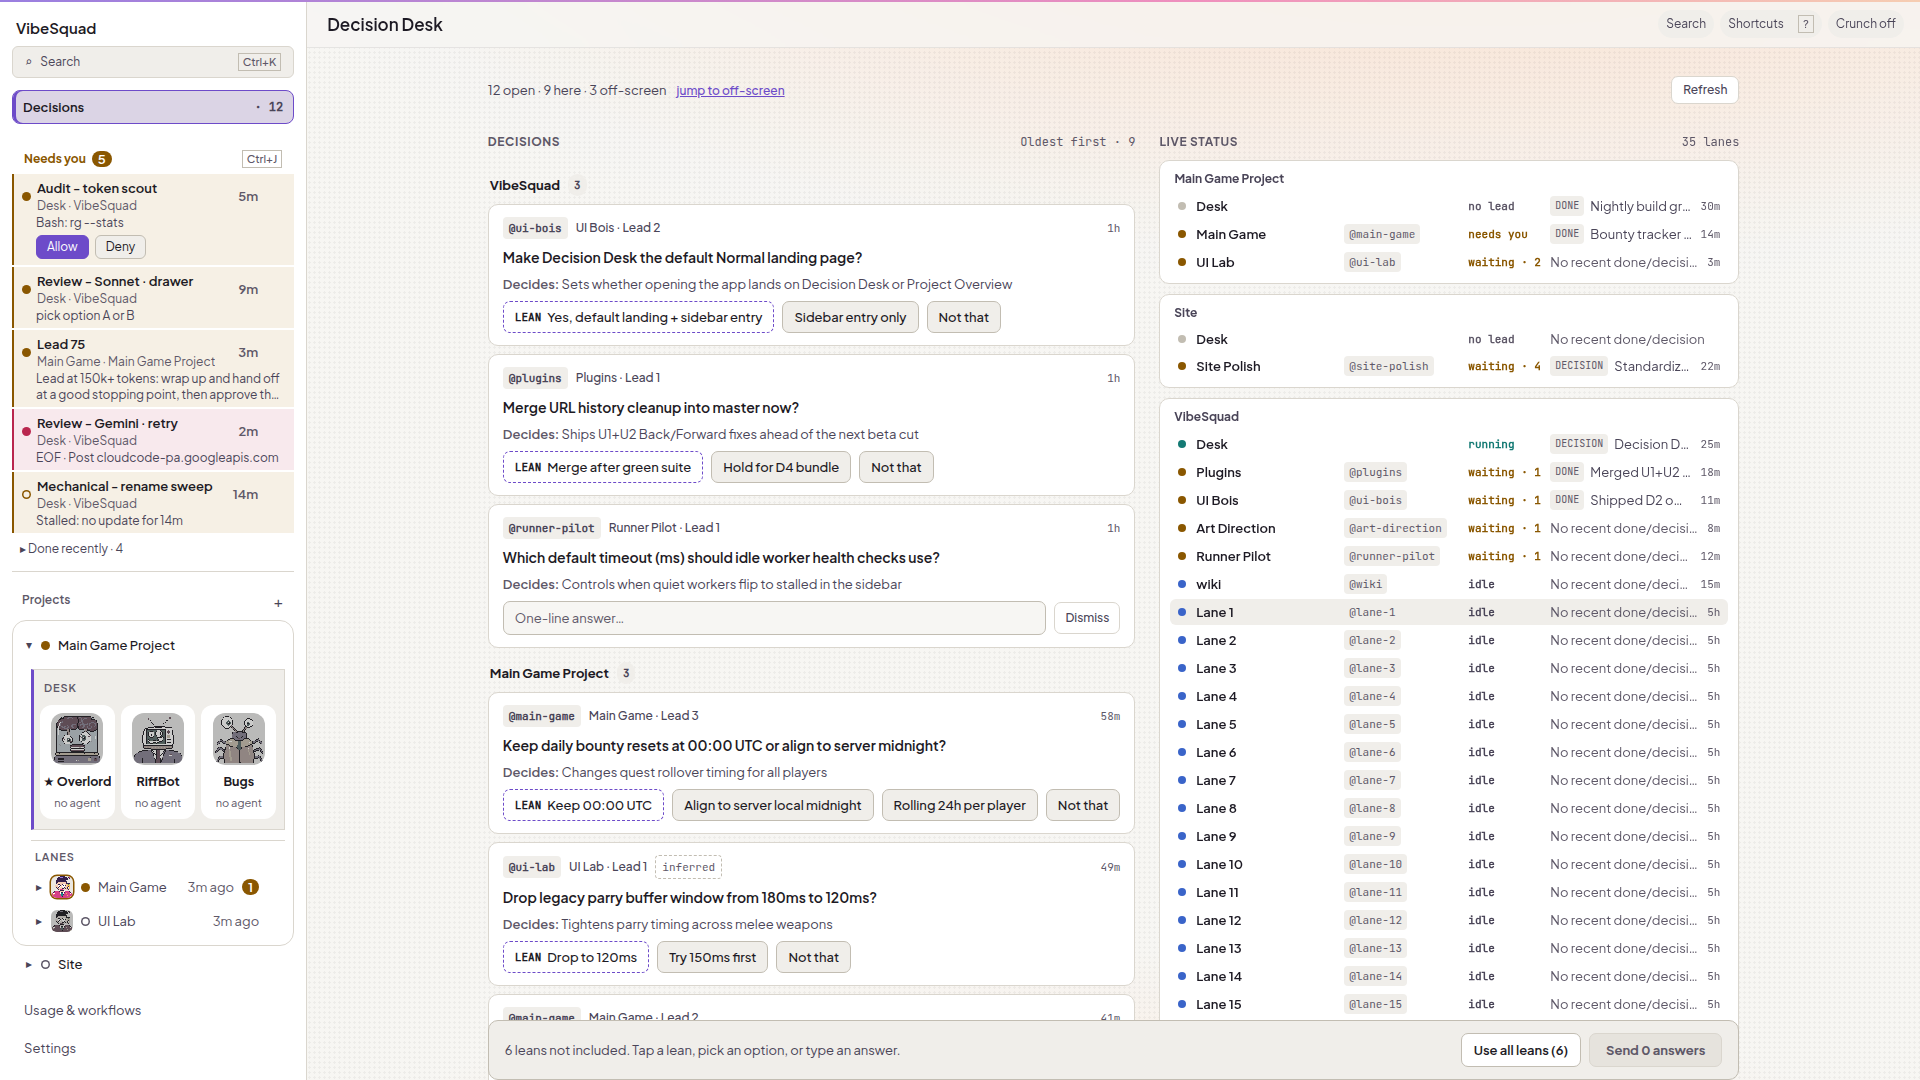 VibeSquad
Search Ctrl+K
Decisions · 12
Needs you 5 Ctrl+J
Audit – token scout 5m
Desk · VibeSquad
Bash: rg --stats
Allow Deny
Review – Sonnet · drawer 9m
Desk · VibeSquad
pick option A or B
Lead 75 3m
Main Game · Main Game Project
Lead at 150k+ tokens: wrap up and hand off
at a good stopping point, then approve th…
Review – Gemini · retry 2m
Desk · VibeSquad
EOF · Post cloudcode-pa.googleapis.com
Mechanical – rename sweep 14m
Desk · VibeSquad
Stalled: no update for 14m
▸ Done recently · 4
Projects +
▾ Main Game Project
DESK
★ Overlord RiffBot Bugs
no agent no agent no agent
LANES
▸ Main Game 3m ago 1
▸ UI Lab 3m ago
▸ Site
Usage & workflows
Settings
Decision Desk Search Shortcuts ? Crunch off
12 open · 9 here · 3 off-screen jump to off-screen Refresh
DECISIONS Oldest first · 9
VibeSquad 3
@ui-bois UI Bois · Lead 2 1h
Make Decision Desk the default Normal landing page?
Decides: Sets whether opening the app lands on Decision Desk or Project Overview
LEAN Yes, default landing + sidebar entry Sidebar entry only Not that
@plugins Plugins · Lead 1 1h
Merge URL history cleanup into master now?
Decides: Ships U1+U2 Back/Forward fixes ahead of the next beta cut
LEAN Merge after green suite Hold for D4 bundle Not that
@runner-pilot Runner Pilot · Lead 1 1h
Which default timeout (ms) should idle worker health checks use?
Decides: Controls when quiet workers flip to stalled in the sidebar
One-line answer… Dismiss
Main Game Project 3
@main-game Main Game · Lead 3 58m
Keep daily bounty resets at 00:00 UTC or align to server midnight?
Decides: Changes quest rollover timing for all players
LEAN Keep 00:00 UTC Align to server local midnight Rolling 24h per player Not that
@ui-lab UI Lab · Lead 1 inferred 49m
Drop legacy parry buffer window from 180ms to 120ms?
Decides: Tightens parry timing across melee weapons
LEAN Drop to 120ms Try 150ms first Not that
@main-game Main Game · Lead 2 41m
LIVE STATUS 35 lanes
Main Game Project
Desk no lead DONE Nightly build gr… 30m
Main Game @main-game needs you DONE Bounty tracker … 14m
UI Lab @ui-lab waiting · 2 No recent done/decisi… 3m
Site
Desk no lead No recent done/decision
Site Polish @site-polish waiting · 4 DECISION Standardiz… 22m
VibeSquad
Desk running DECISION Decision D… 25m
Plugins @plugins waiting · 1 DONE Merged U1+U2 … 18m
UI Bois @ui-bois waiting · 1 DONE Shipped D2 o… 11m
Art Direction @art-direction waiting · 1 No recent done/decisi… 8m
Runner Pilot @runner-pilot waiting · 1 No recent done/deci… 12m
wiki @wiki idle No recent done/deci… 15m
Lane 1 @lane-1 idle No recent done/decisi… 5h
Lane 2 @lane-2 idle No recent done/decisi… 5h
Lane 3 @lane-3 idle No recent done/decisi… 5h
Lane 4 @lane-4 idle No recent done/decisi… 5h
Lane 5 @lane-5 idle No recent done/decisi… 5h
Lane 6 @lane-6 idle No recent done/decisi… 5h
Lane 7 @lane-7 idle No recent done/decisi… 5h
Lane 8 @lane-8 idle No recent done/decisi… 5h
Lane 9 @lane-9 idle No recent done/decisi… 5h
Lane 10 @lane-10 idle No recent done/decisi… 5h
Lane 11 @lane-11 idle No recent done/decisi… 5h
Lane 12 @lane-12 idle No recent done/decisi… 5h
Lane 13 @lane-13 idle No recent done/decisi… 5h
Lane 14 @lane-14 idle No recent done/decisi… 5h
Lane 15 @lane-15 idle No recent done/decisi… 5h
6 leans not included. Tap a lean, pick an option, or type an answer. Use all leans (6) Send 0 answers